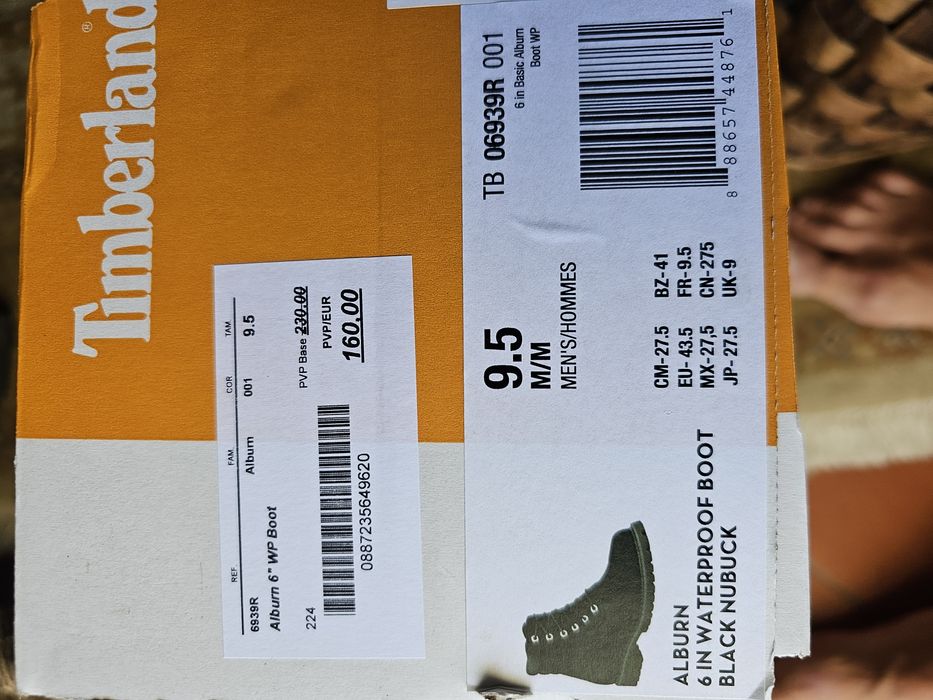 Timberland®
REF. FAM. COR TAM.
6939R Album 001 9.5
Alburn 6" WP Boot
224 PVP Base 230.00
PVP/EUR
160,00
0887235649620
TB 06939R 001
6 in Basic Album
Boot WP
8 88657 44876 1
9.5
M/M
MEN'S/HOMMES
CM-27.5 BZ-41
EU-43.5 FR-9.5
MX-27,5 CN-275
JP-27.5 UK-9
ALBURN
6 IN WATERPROOF BOOT
BLACK NUBUCK